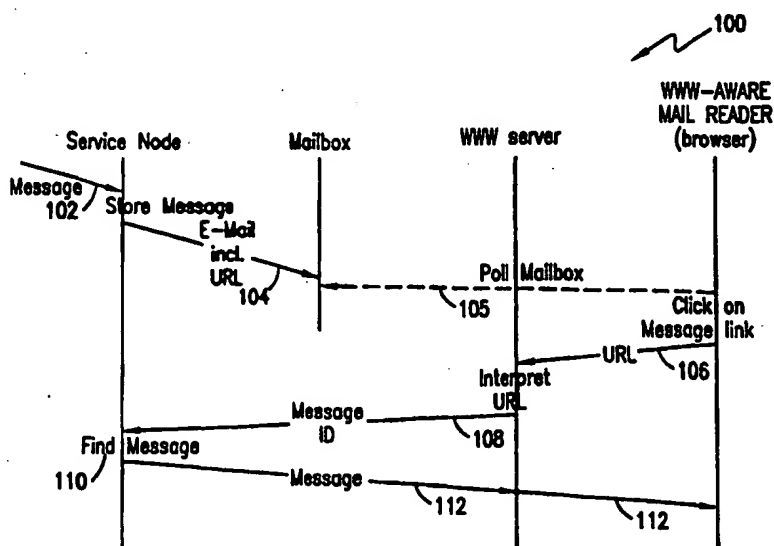 100
WWW-AWARE
MAIL READER
(browser)
Service Node
Mailbox
WWW server
Message
102
Store Message
E-Mail
incl.
URL
104
Poll Mailbox
105
Click on
Message link
URL
106
Interpret
URL
Message
ID
108
Find Message
110
Message
112
112